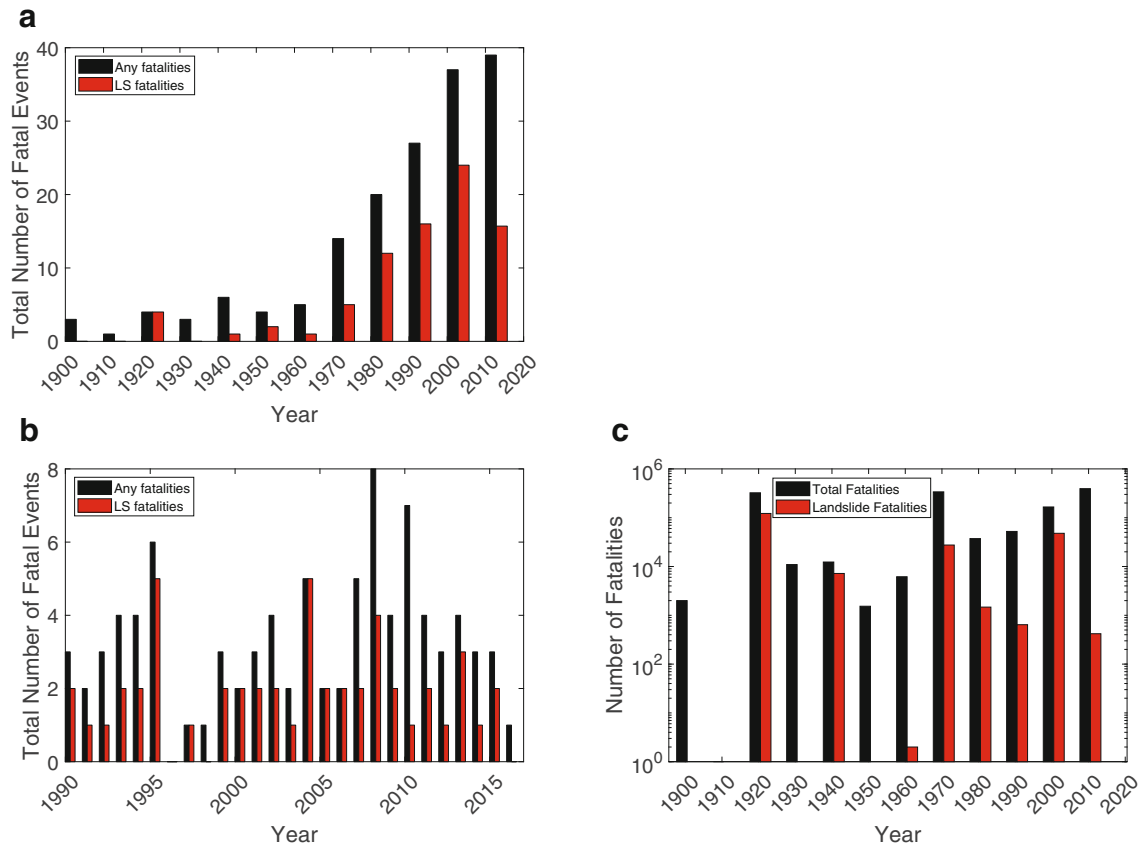 a
Total Number of Fatal Events
40
30
20
10
0
Any fatalities
LS fatalities
1900 1910 1920 1930 1940 1950 1960 1970 1980 1990 2000 2010 2020
Year
b
Total Number of Fatal Events
8
6
4
2
0
Any fatalities
LS fatalities
1990 1995 2000 2005 2010 2015
Year
c
Number of Fatalities
10^6
10^4
10^2
10^0
Total Fatalities
Landslide Fatalities
1900 1910 1920 1930 1940 1950 1960 1970 1980 1990 2000 2010 2020
Year